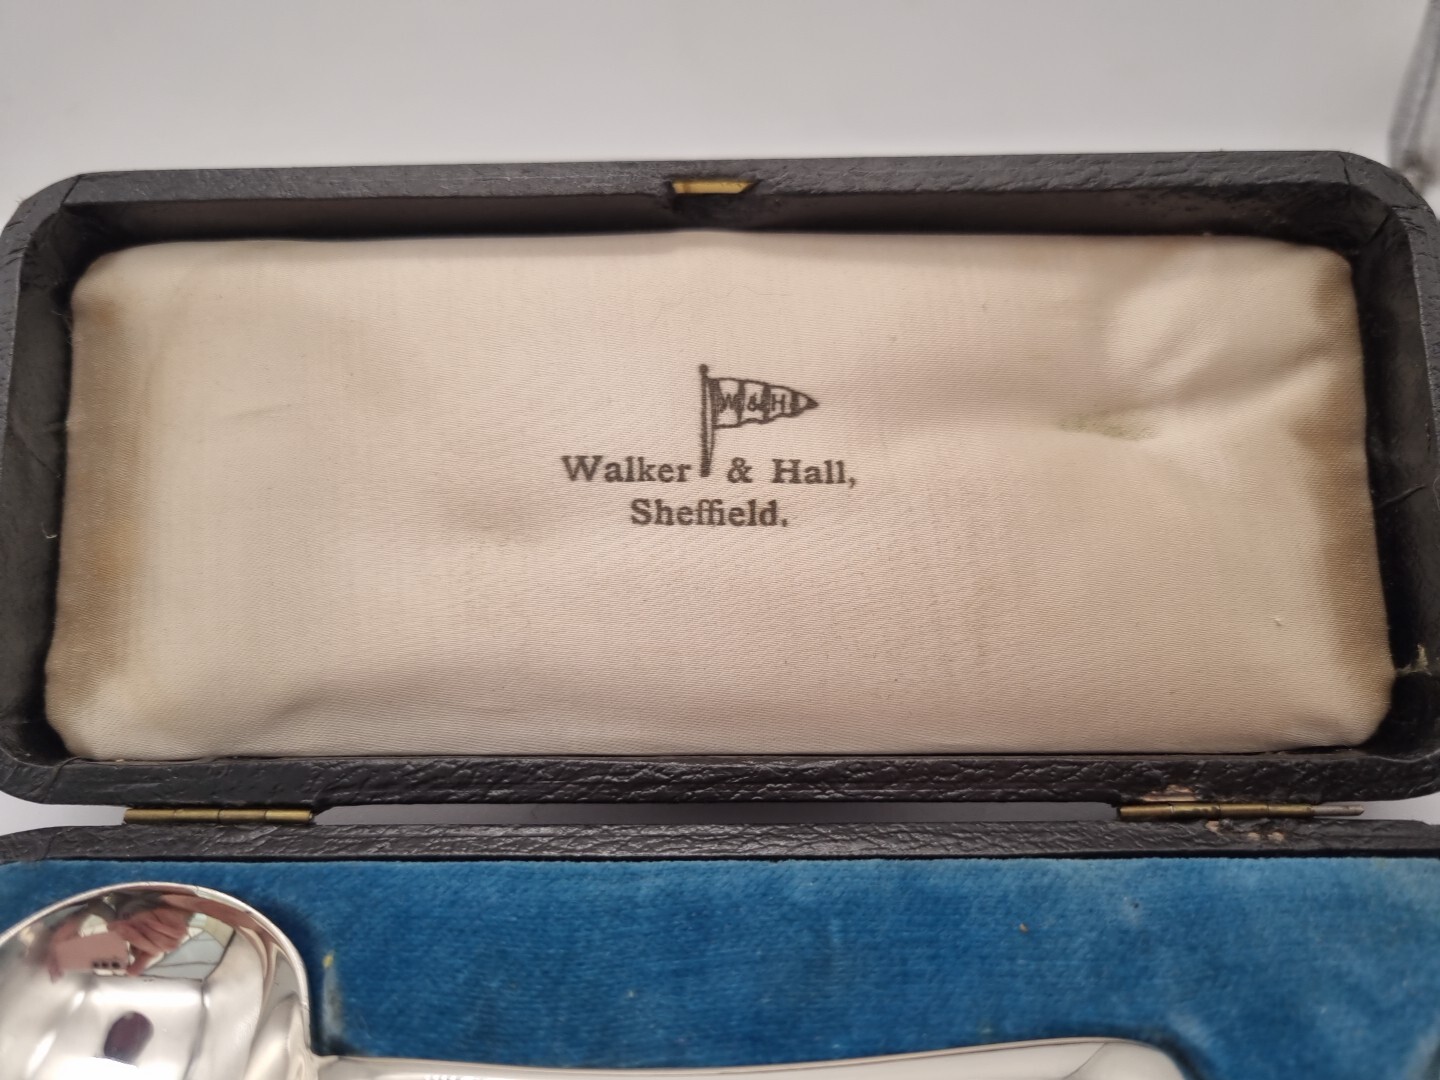 W & H
Walker & Hall,
Sheffield.